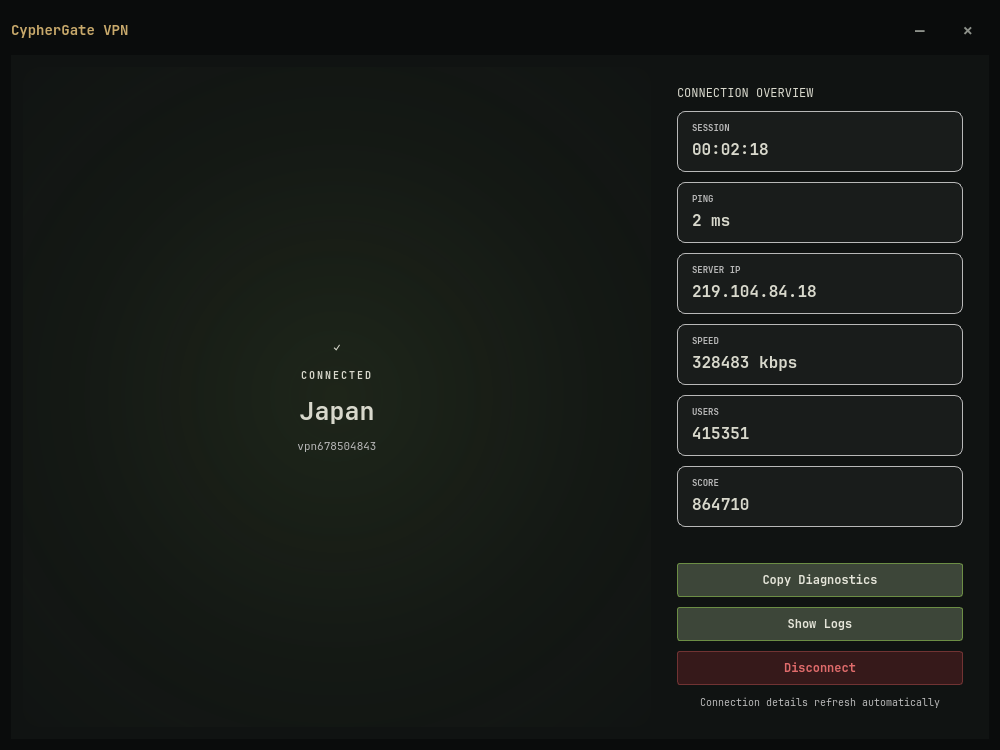 CypherGate VPN
– ×
✓
CONNECTED
Japan
vpn678504843
CONNECTION OVERVIEW
SESSION
00:02:18
PING
2 ms
SERVER IP
219.104.84.18
SPEED
328483 kbps
USERS
415351
SCORE
864710
Copy Diagnostics
Show Logs
Disconnect
Connection details refresh automatically